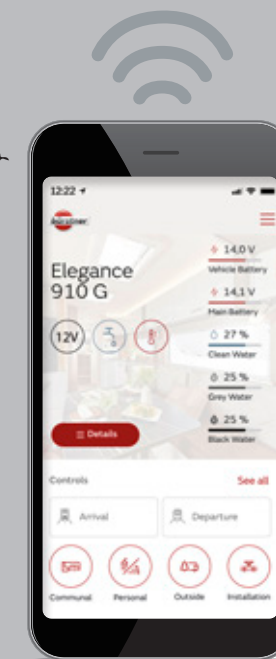 12:22
bürstner
Elegance
910 G
12V
Details
14,0 V
Vehicle Battery
14,1 V
Main Battery
27 %
Clean Water
25 %
Grey Water
25 %
Black Water
Controls
See all
Arrival
Departure
Communal
Personal
Outside
Installation